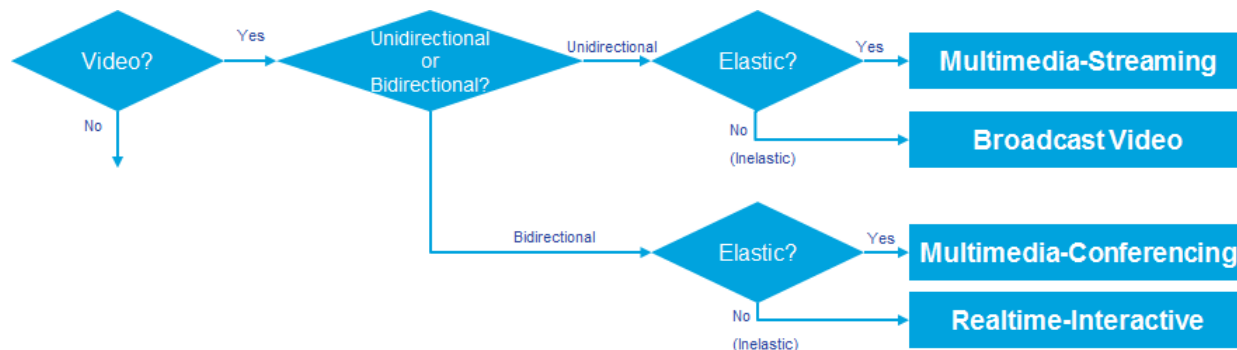 Video?
Yes
Unidirectional
or
Bidirectional?
Unidirectional
Elastic?
Yes
Multimedia-Streaming
No
No
(Inelastic)
Broadcast Video
Bidirectional
Elastic?
Yes
Multimedia-Conferencing
No
(Inelastic)
Realtime-Interactive